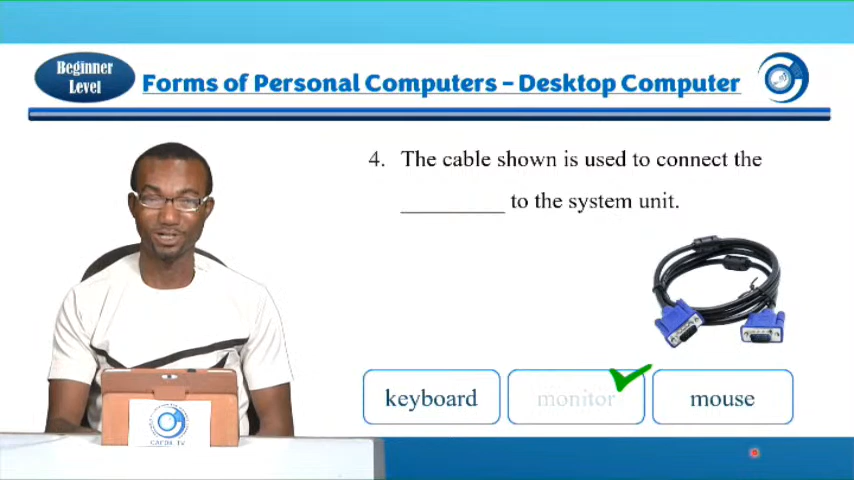 Beginner
Level
Forms of Personal Computers – Desktop Computer
4. The cable shown is used to connect the
__________ to the system unit.
keyboard
monitor
mouse